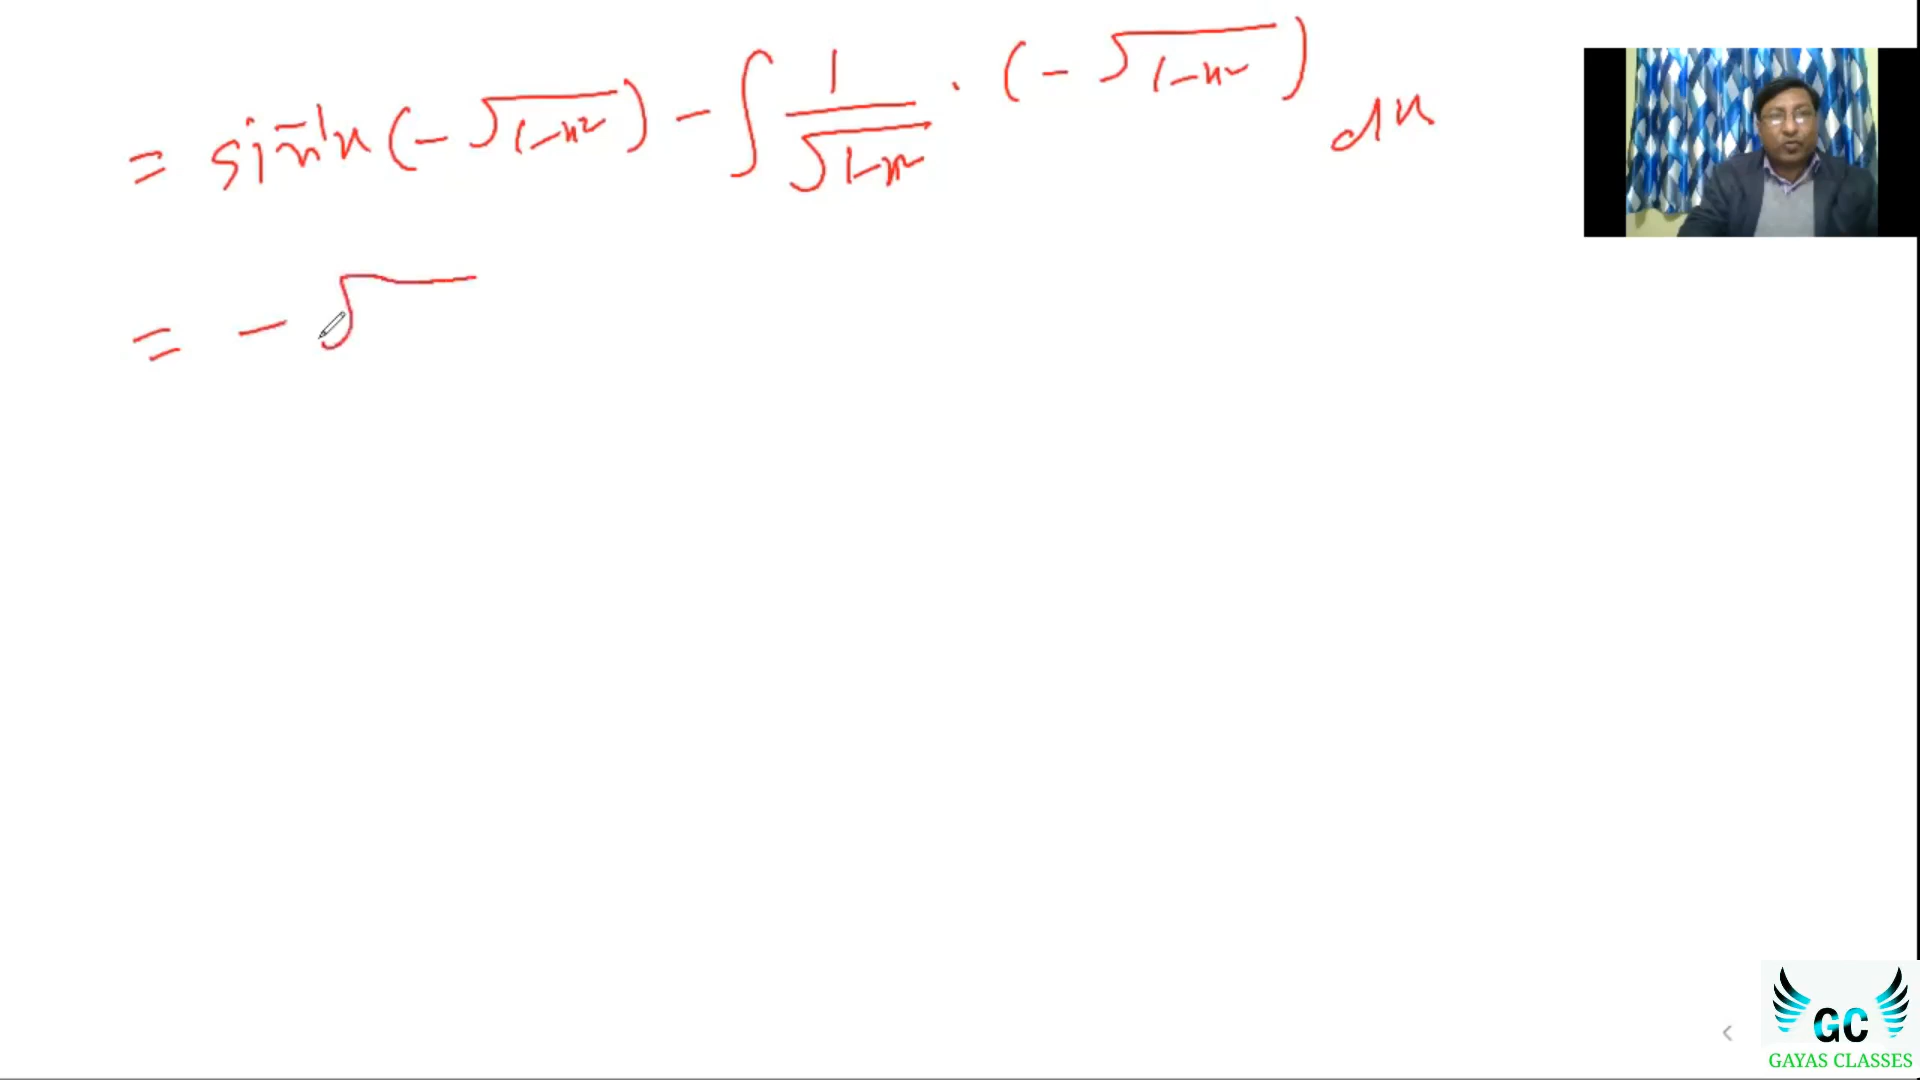 = sin⁻¹x (-√(1-x²)) - ∫ 1/√(1-x²) · (-√(1-x²)) dx
= - √
GC
GAYAS CLASSES